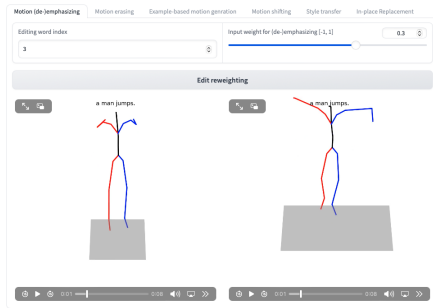 Motion (de-)emphasizing
Motion erasing
Example-based motion gennration
Motion shifting
Style transfer
In-place Replacement
Editing word index
3
Input weight for (de-)emphasizing [-1, 1]
0.3
Edit reweighting
a man jumps.
0:01
0:08
a man jumps.
0:01
0:08